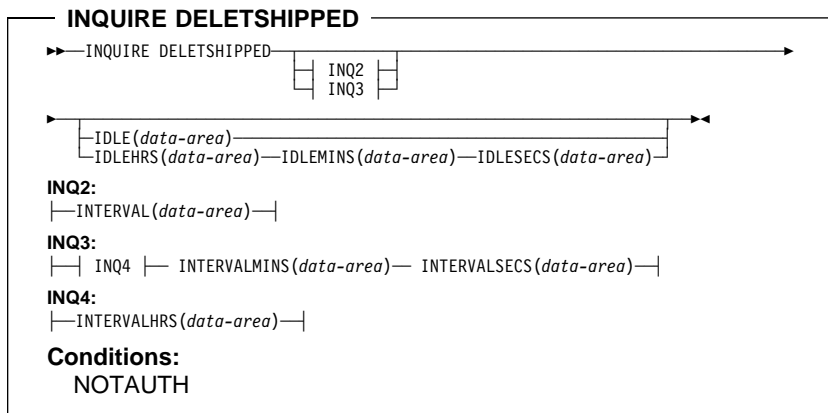 INQUIRE DELETSHIPPED
►►──INQUIRE DELETSHIPPED──
┤ INQ2 ├
┤ INQ3 ├
IDLE(data-area)
IDLEHRS(data-area)──IDLEMINS(data-area)──IDLESECS(data-area)
INQ2:
├──INTERVAL(data-area)──┤
INQ3:
├──┤ INQ4 ├── INTERVALMINS(data-area)── INTERVALSECS(data-area)──┤
INQ4:
├──INTERVALHRS(data-area)──┤
Conditions:
NOTAUTH